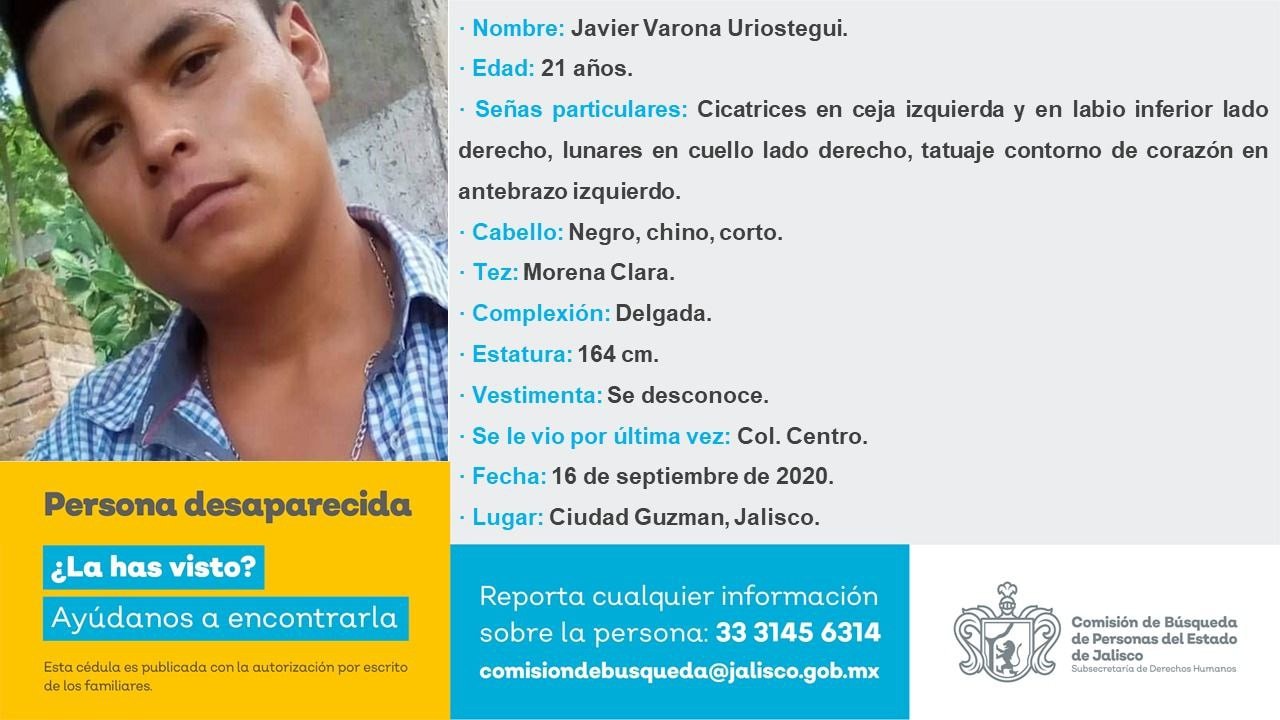 · Nombre: Javier Varona Uriostegui.
· Edad: 21 años.
· Señas particulares: Cicatrices en ceja izquierda y en labio inferior lado
derecho, lunares en cuello lado derecho, tatuaje contorno de corazón en
antebrazo izquierdo.
· Cabello: Negro, chino, corto.
· Tez: Morena Clara.
· Complexión: Delgada.
· Estatura: 164 cm.
· Vestimenta: Se desconoce.
· Se le vio por última vez: Col. Centro.
· Fecha: 16 de septiembre de 2020.
· Lugar: Ciudad Guzman, Jalisco.
Persona desaparecida
¿La has visto?
Ayúdanos a encontrarla
Esta cédula es publicada con la autorización por escrito
de los familiares.
Reporta cualquier información
sobre la persona: 33 3145 6314
comisiondebusqueda@jalisco.gob.mx
Comisión de Búsqueda
de Personas del Estado
de Jalisco
Subsecretaría de Derechos Humanos